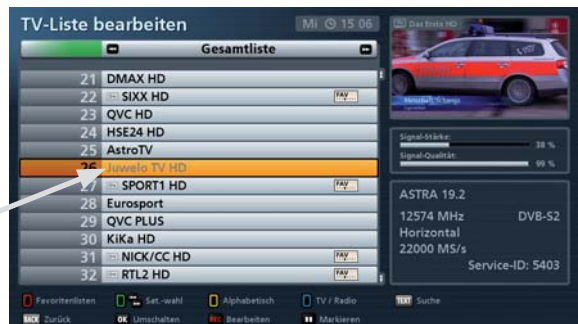 TV-Liste bearbeiten
Mi 15 06
Das Erste HD
Gesamtliste
21 DMAX HD
22 SIXX HD FAV
23 QVC HD
24 HSE24 HD
25 AstroTV
26 Juwelo TV HD
27 SPORT1 HD FAV
28 Eurosport
29 QVC PLUS
30 KiKa HD
31 NICK/CC HD FAV
32 RTL2 HD FAV
Signal-Stärke:
38 %
Signal-Qualität:
99 %
ASTRA 19.2
12574 MHz DVB-S2
Horizontal
22000 MS/s
Service-ID: 5403
Favoritenlisten Sat.-wahl Alphabetisch TV / Radio TEXT Suche
BACK Zurück OK Umschalten REC Bearbeiten Markieren